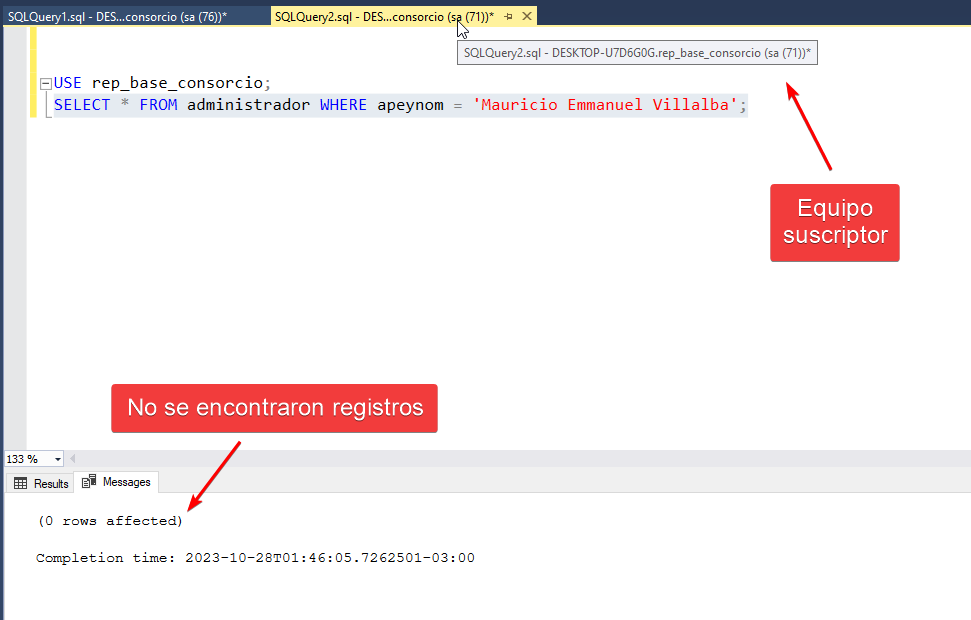 SQLQuery1.sql - DES...consorcio (sa (76))*
SQLQuery2.sql - DES...consorcio (sa (71))*
SQLQuery2.sql - DESKTOP-U7D6G0G.rep_base_consorcio (sa (71))*
USE rep_base_consorcio;
SELECT * FROM administrador WHERE apeynom = 'Mauricio Emmanuel Villalba';
Equipo
suscriptor
No se encontraron registros
133 %
Results
Messages
(0 rows affected)
Completion time: 2023-10-28T01:46:05.7262501-03:00